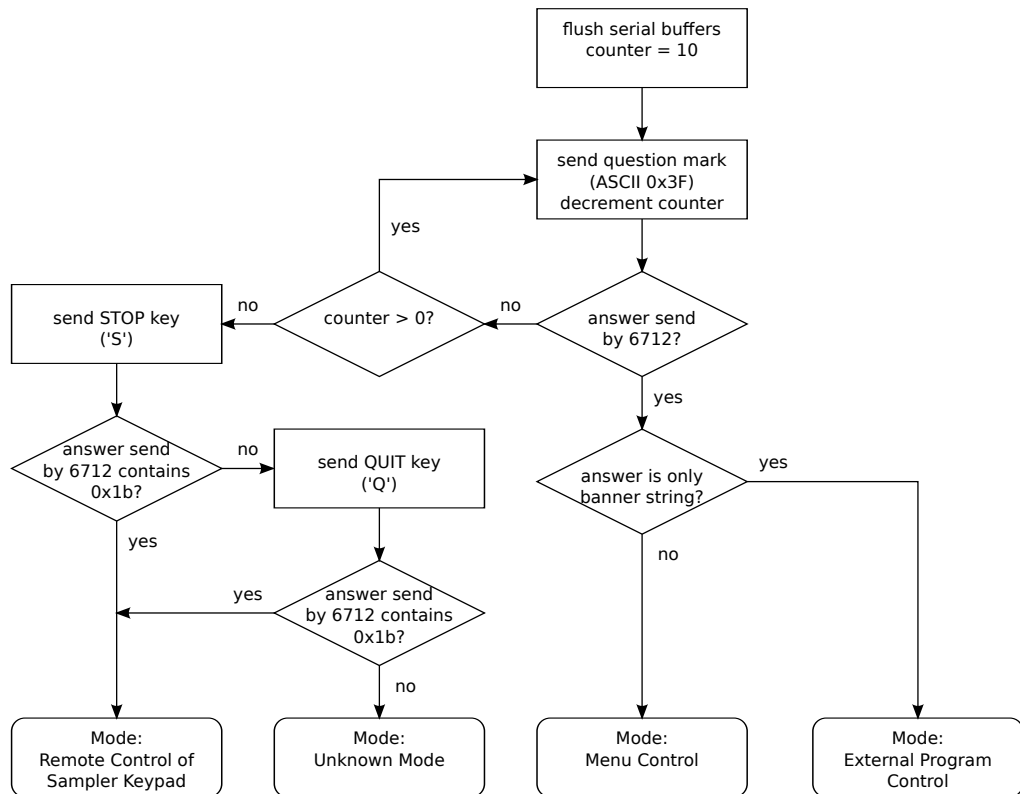 flush serial buffers
counter = 10
send question mark
(ASCII 0x3F)
decrement counter
yes
send STOP key
('S')
no
counter > 0?
no
answer send
by 6712?
yes
answer send
by 6712 contains
0x1b?
no
send QUIT key
('Q')
answer is only
banner string?
yes
yes
no
yes
answer send
by 6712 contains
0x1b?
no
Mode:
Remote Control of
Sampler Keypad
Mode:
Unknown Mode
Mode:
Menu Control
Mode:
External Program
Control